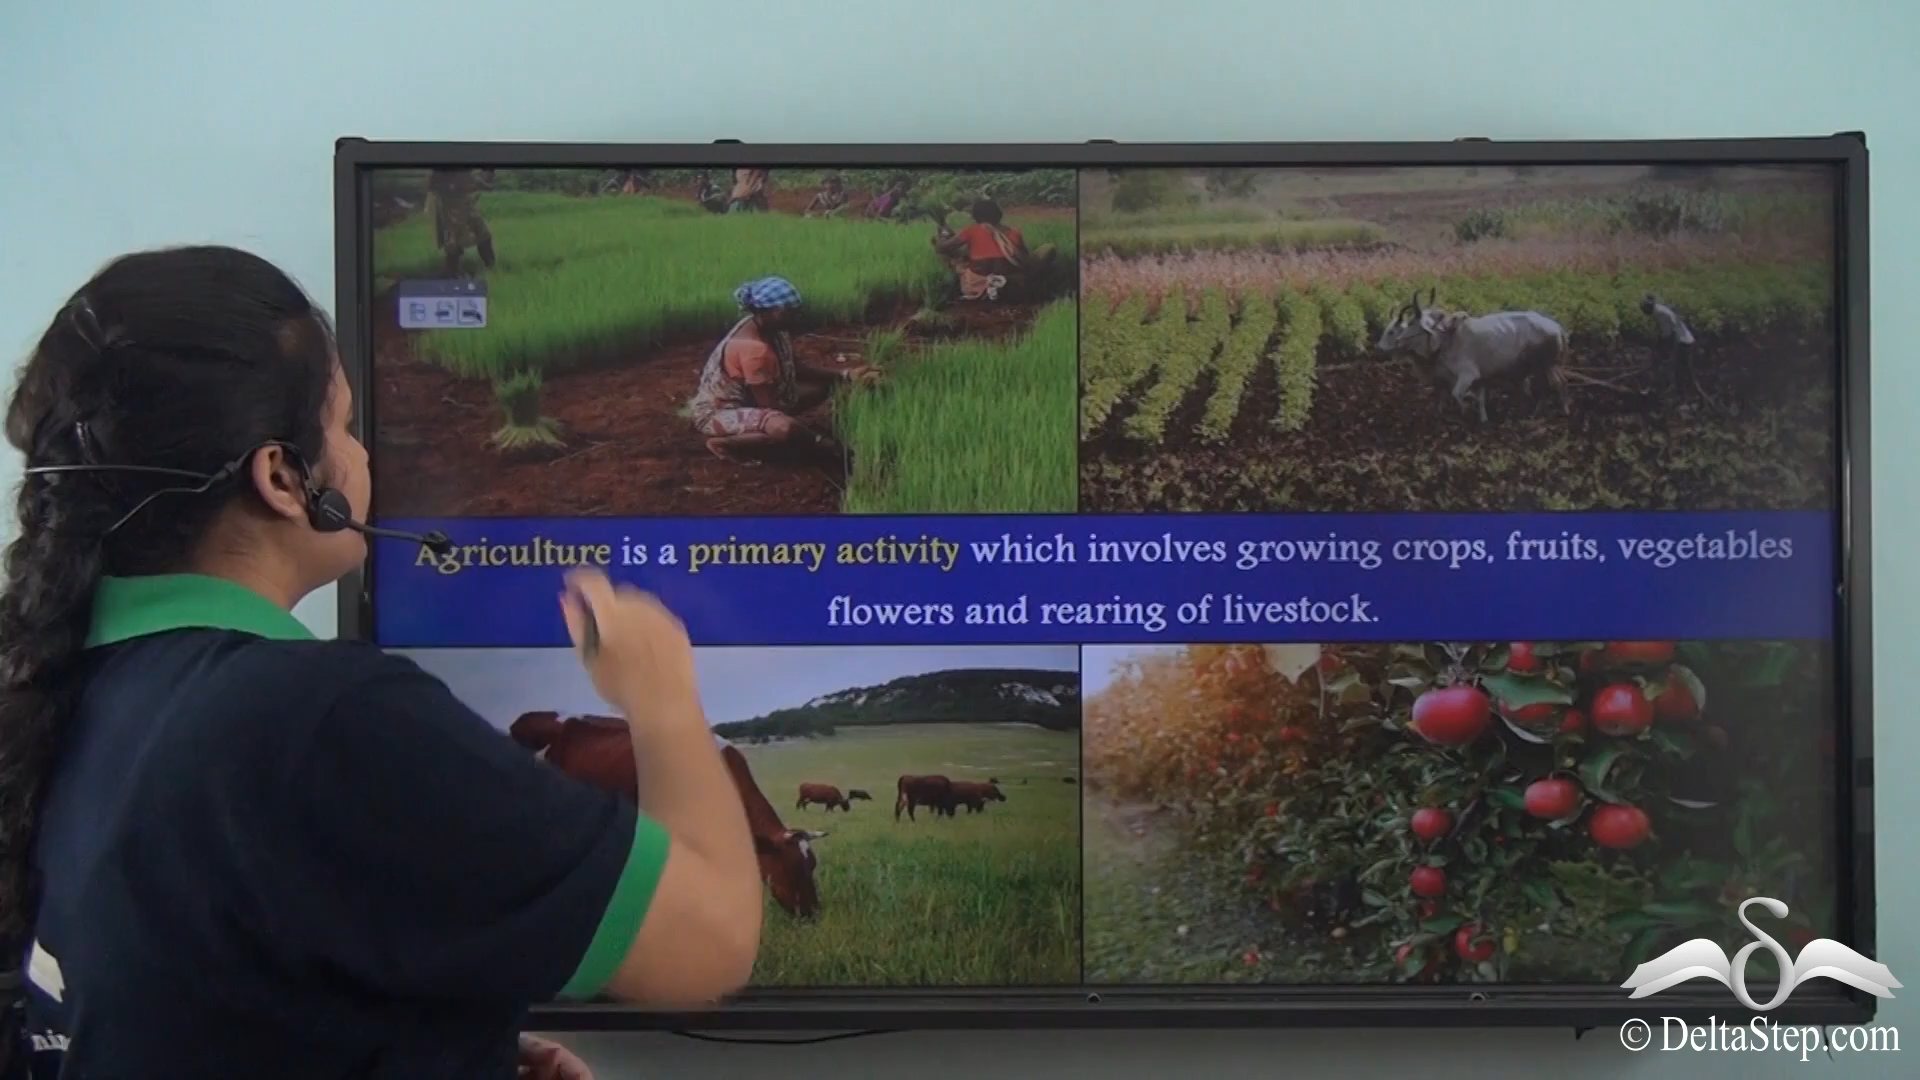 Agriculture is a primary activity which involves growing crops, fruits, vegetables
flowers and rearing of livestock.
© DeltaStep.com